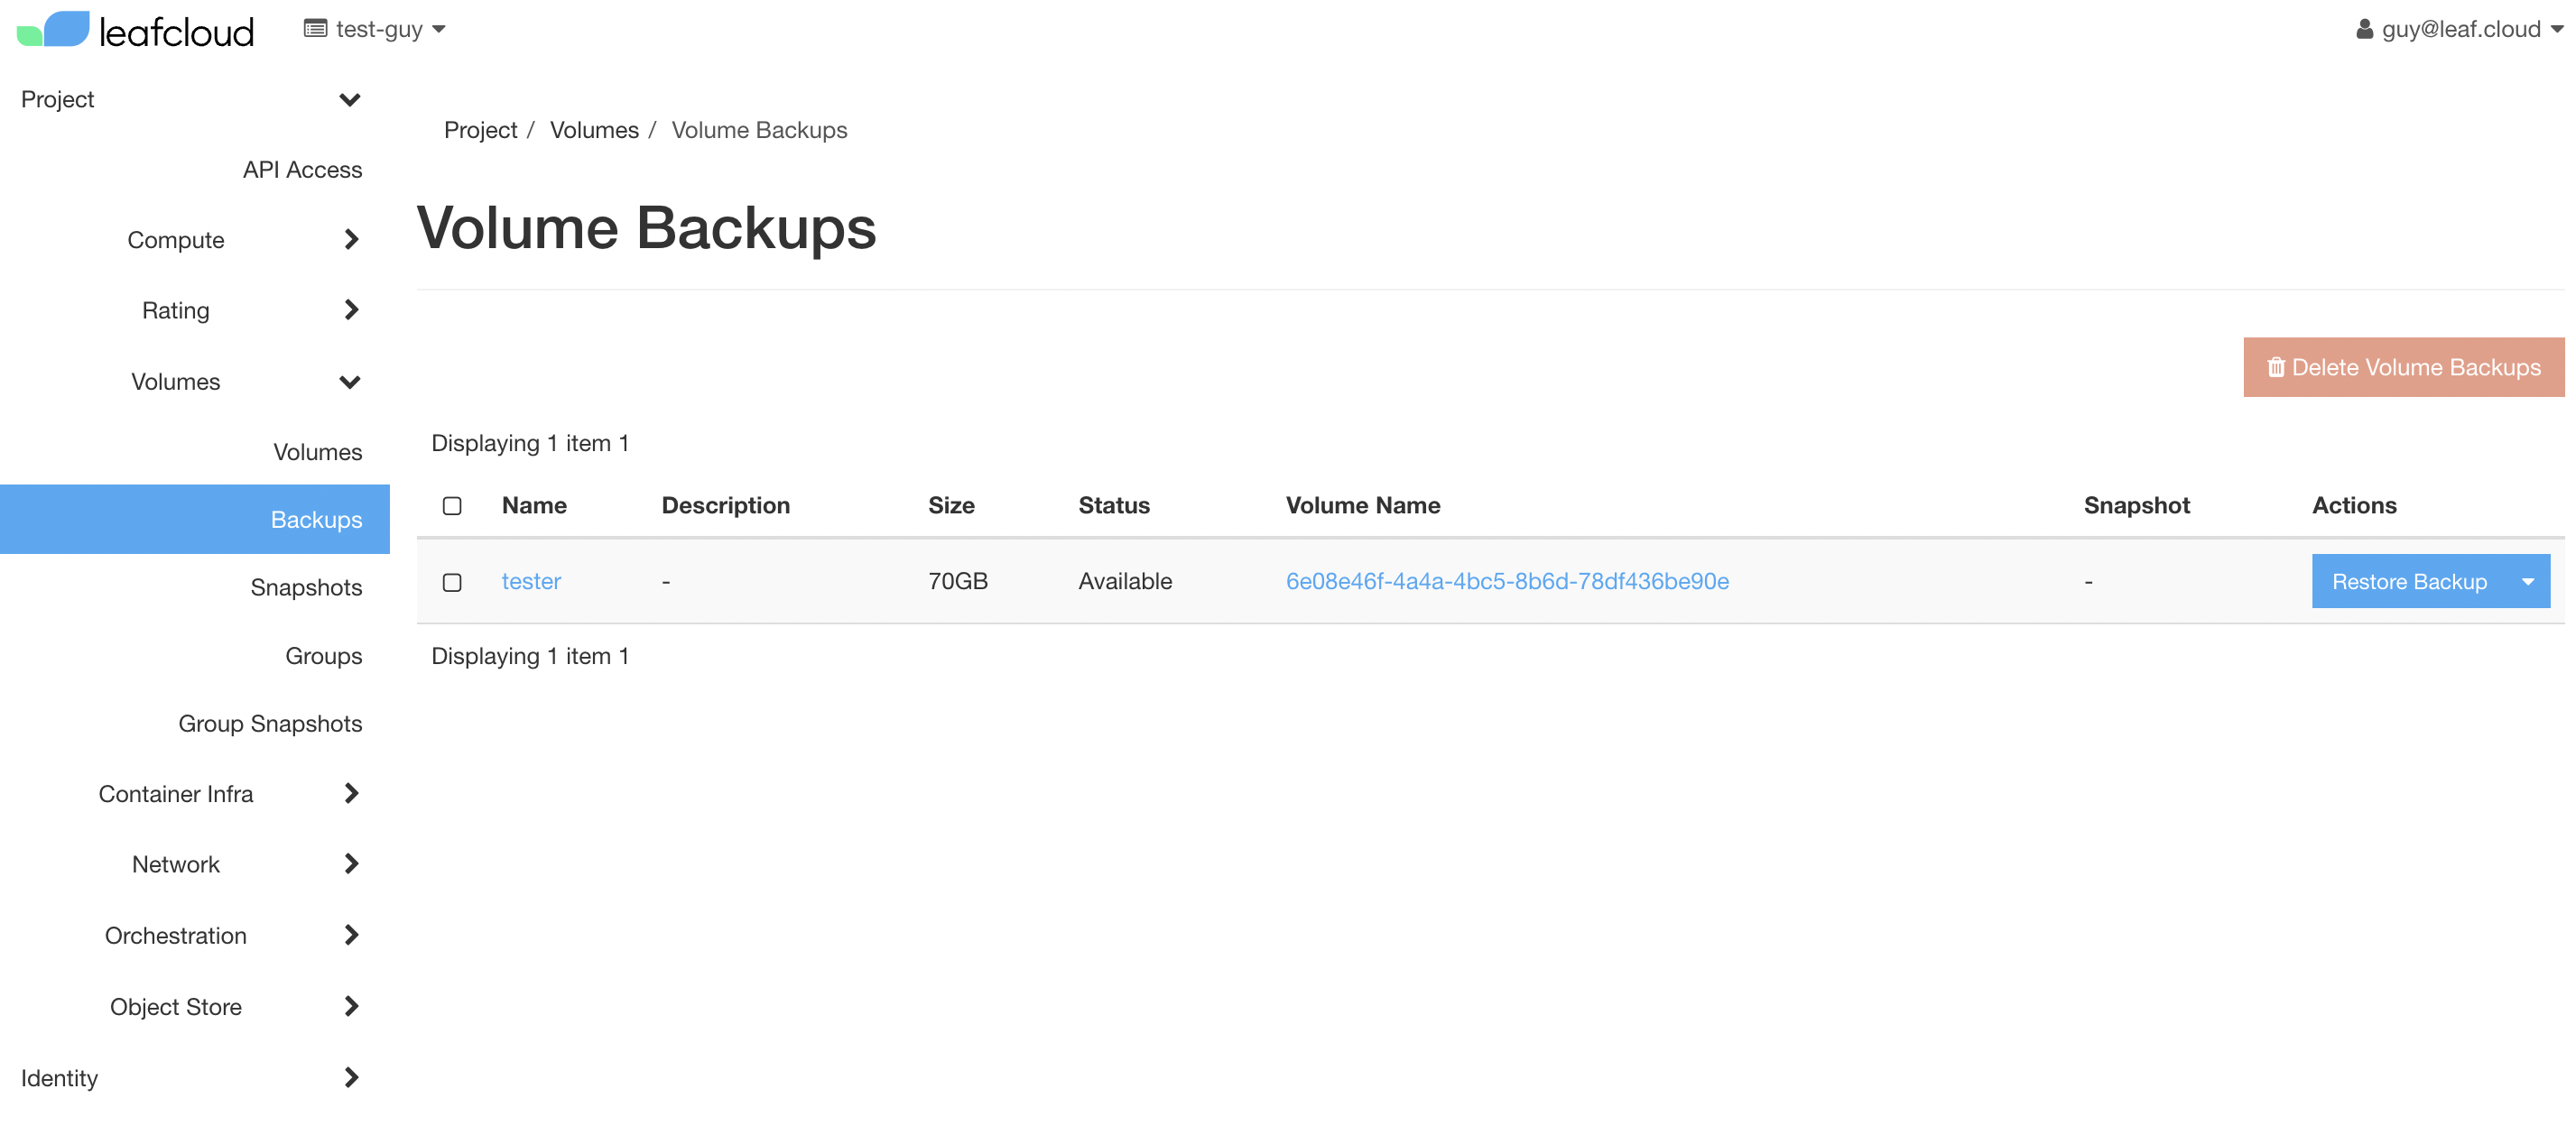 leafcloud test-guy guy@leaf.cloud
Project
API Access
Compute
Rating
Volumes
Volumes
Backups
Snapshots
Groups
Group Snapshots
Container Infra
Network
Orchestration
Object Store
Identity
Project / Volumes / Volume Backups
Volume Backups
Delete Volume Backups
Displaying 1 item 1
Name Description Size Status Volume Name Snapshot Actions
tester - 70GB Available 6e08e46f-4a4a-4bc5-8b6d-78df436be90e - Restore Backup
Displaying 1 item 1